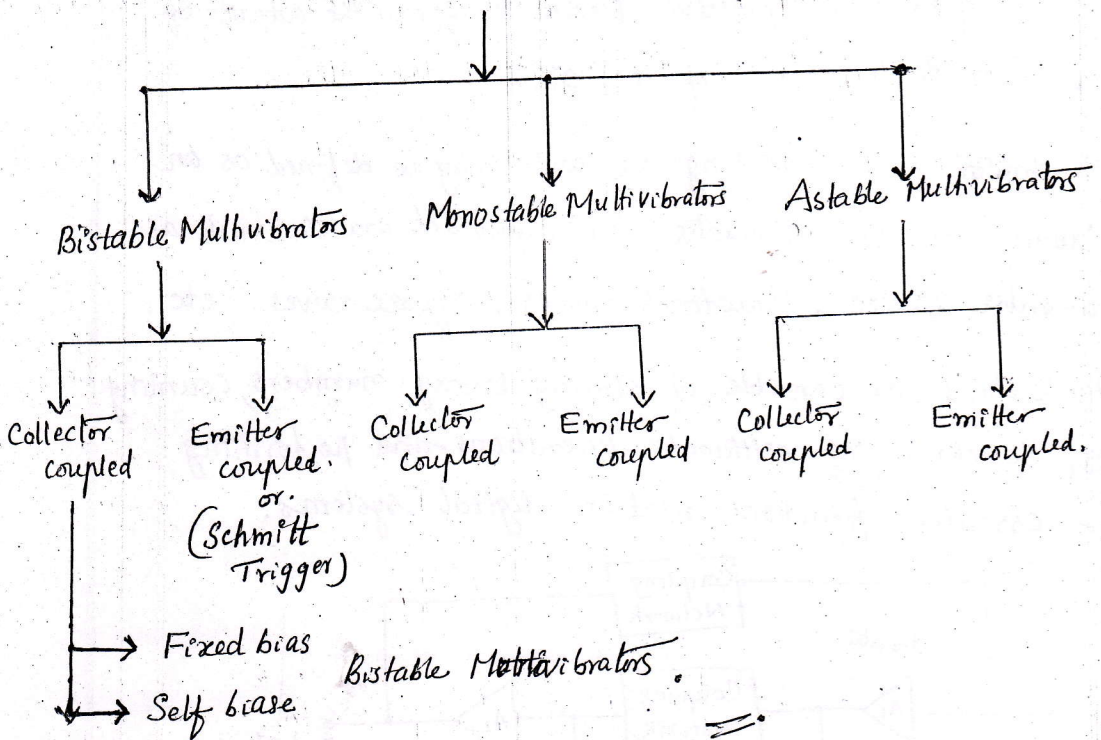 Bistable Multivibrators
Monostable Multivibrators
Astable Multivibrators
Collector
coupled
Emitter
coupled.
or.
(Schmitt
Trigger)
Collector
coupled
Emitter
coupled
Collector
coupled
Emitter
coupled.
Fixed bias
Self biase
Bistable Multivibrators.